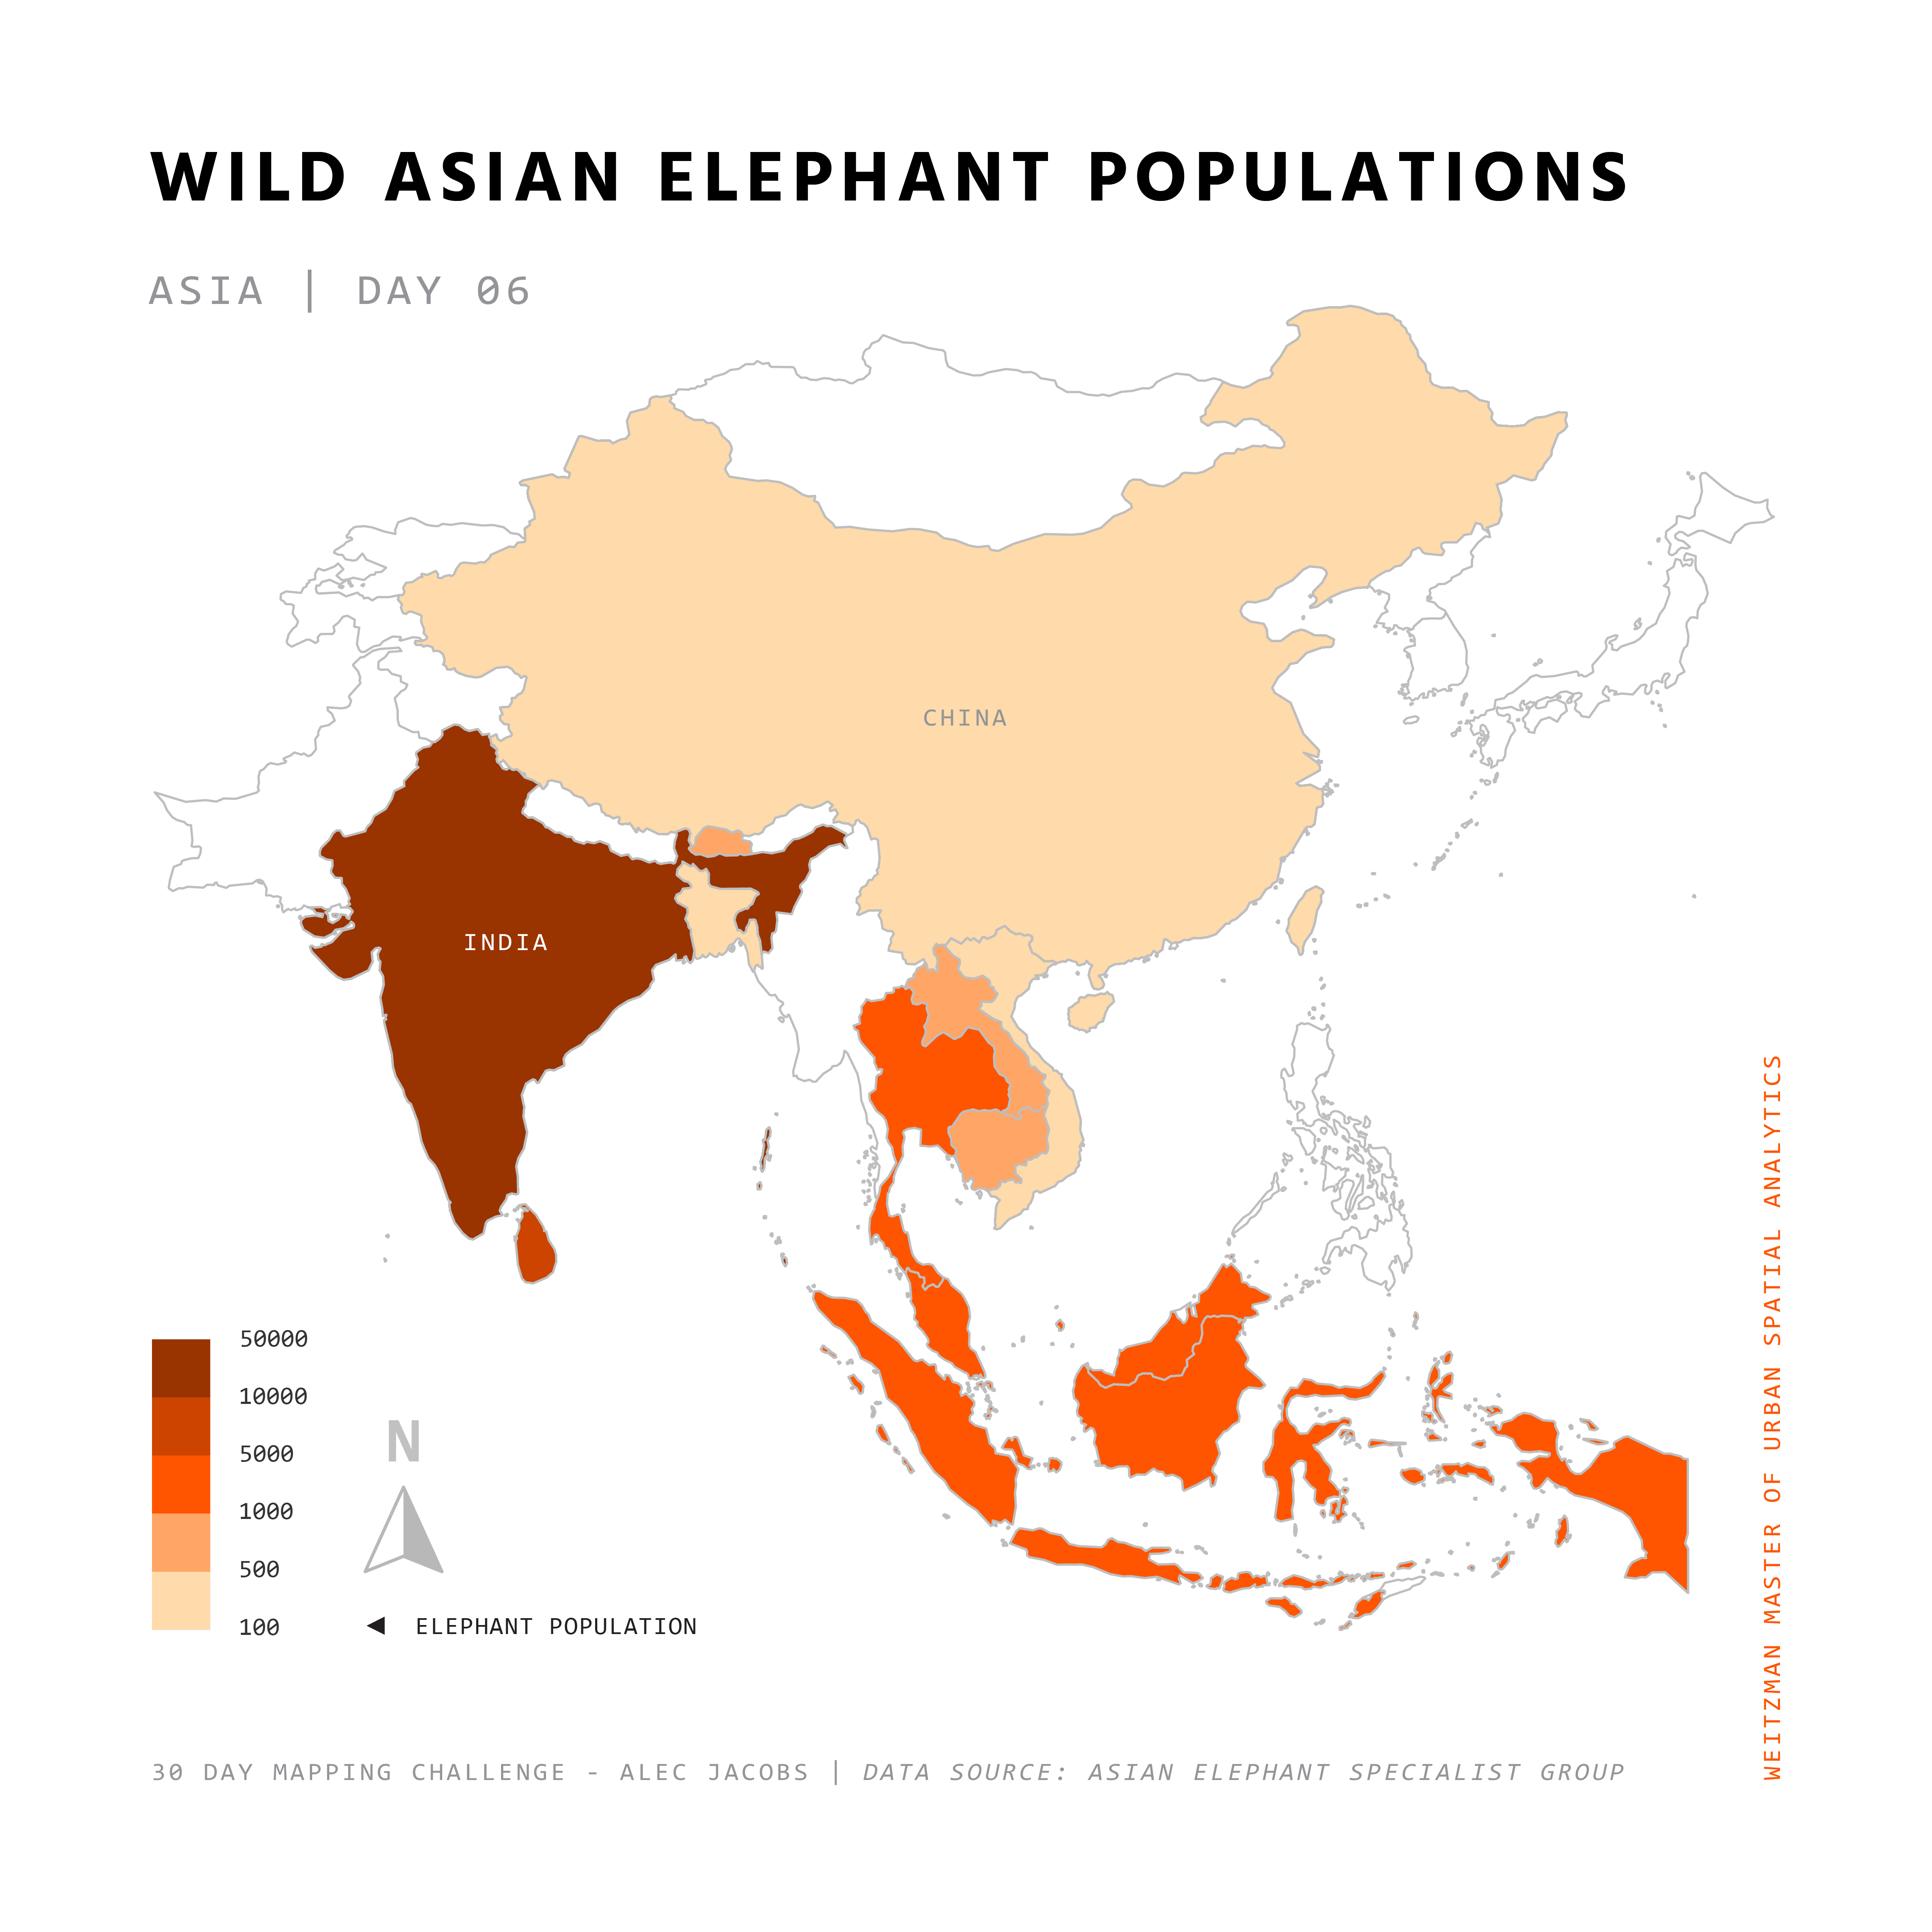 WILD ASIAN ELEPHANT POPULATIONS
ASIA | DAY 06
CHINA
INDIA
50000
10000
5000
1000
500
100
N
◄ ELEPHANT POPULATION
WEITZMAN MASTER OF URBAN SPATIAL ANALYTICS
30 DAY MAPPING CHALLENGE - ALEC JACOBS | DATA SOURCE: ASIAN ELEPHANT SPECIALIST GROUP